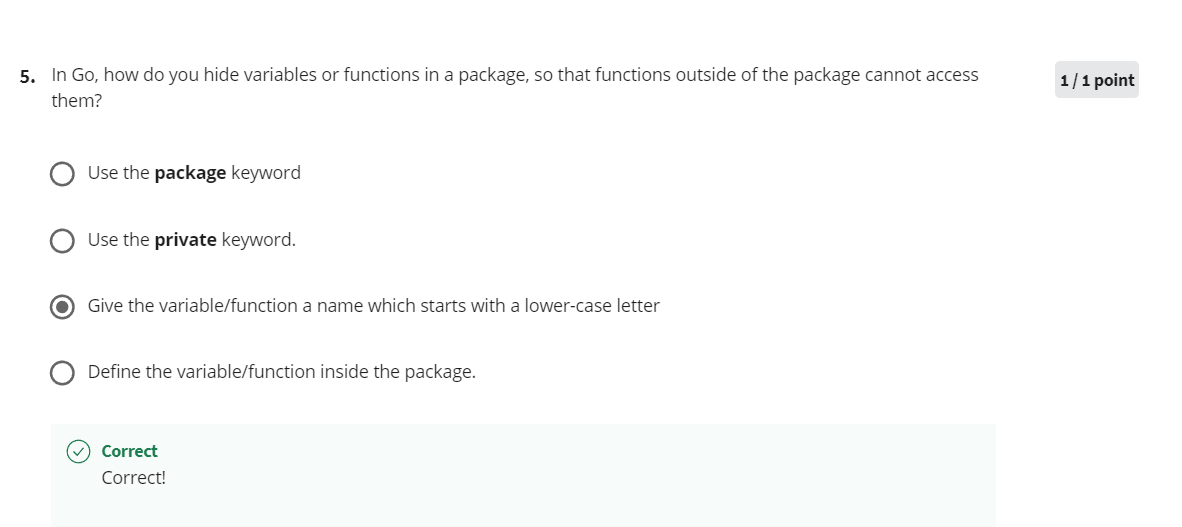 5. In Go, how do you hide variables or functions in a package, so that functions outside of the package cannot access
them?
1 / 1 point
Use the package keyword
Use the private keyword.
Give the variable/function a name which starts with a lower-case letter
Define the variable/function inside the package.
Correct
Correct!